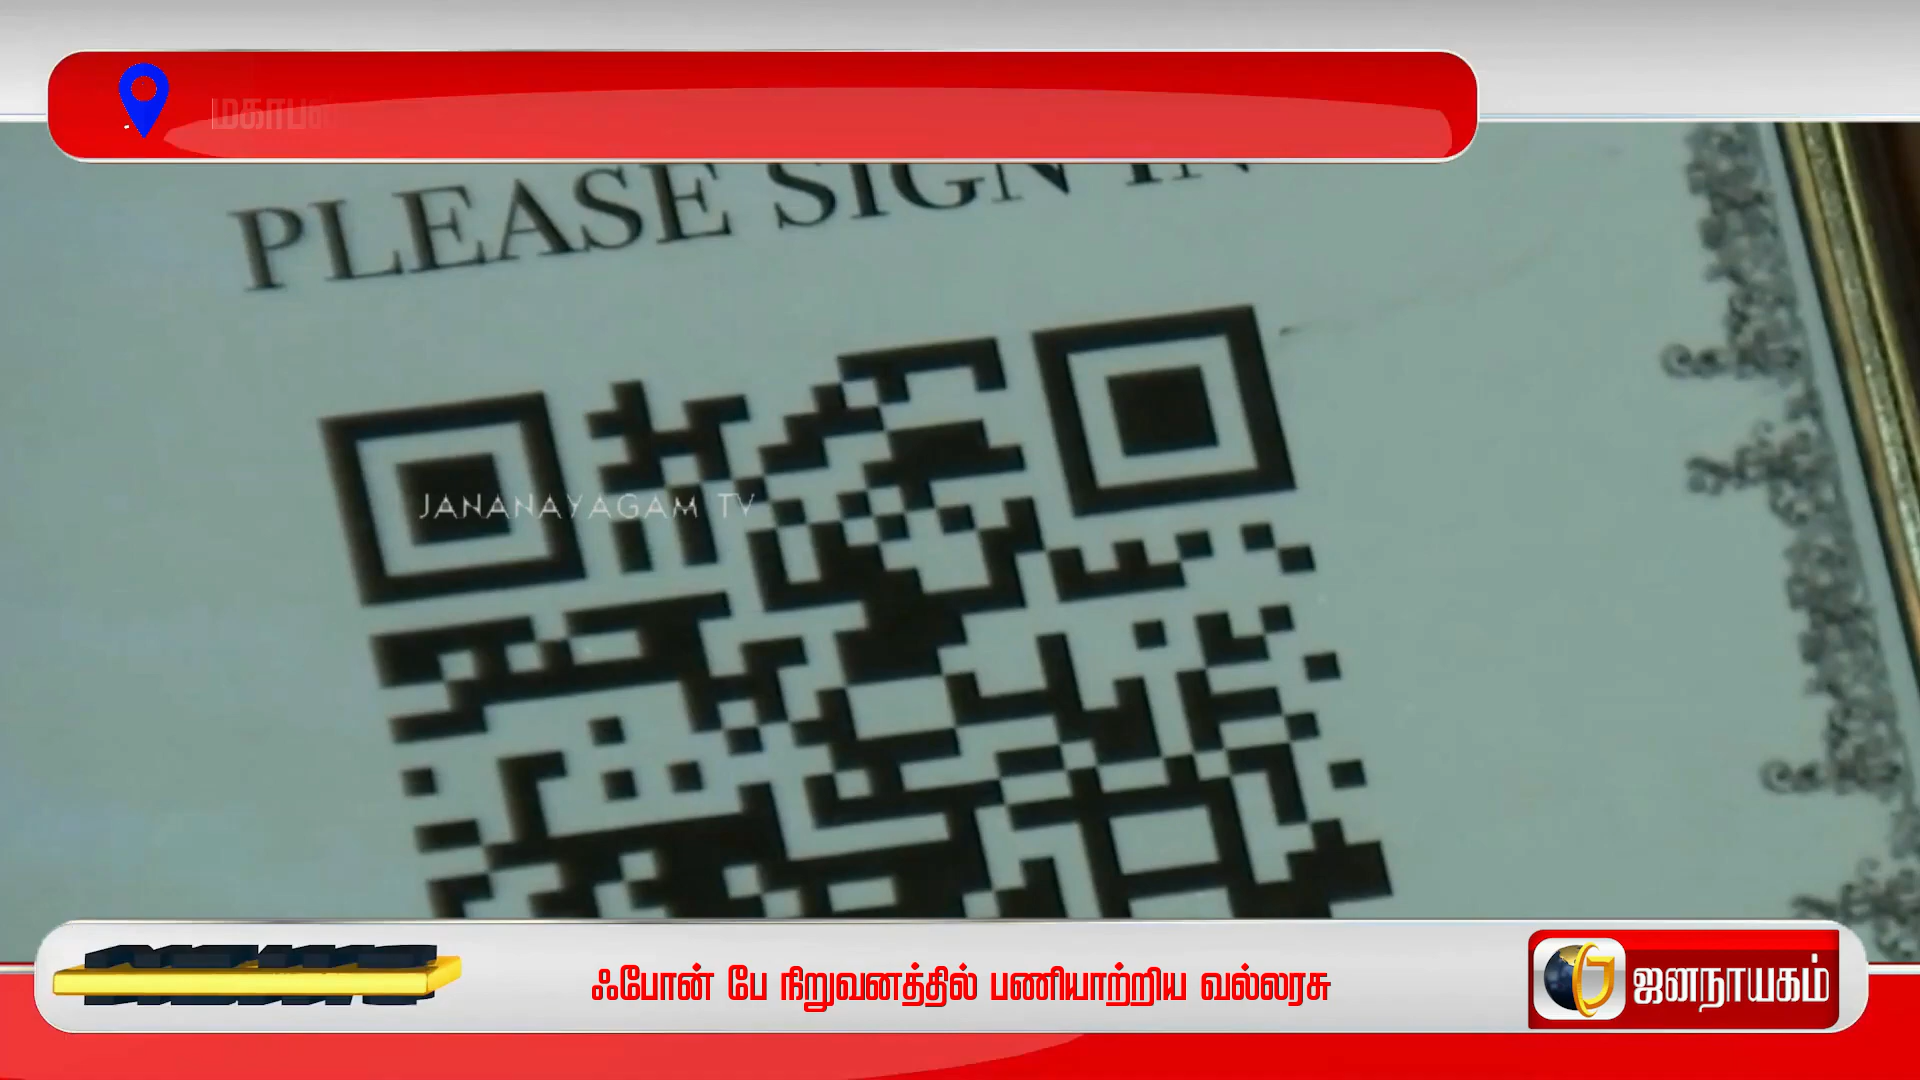 PLEASE SIGN IN
JANANAYAGAM TV
ஃபோன் பே நிறுவனத்தில் பணியாற்றிய வல்லரசு
ஜனநாயகம்